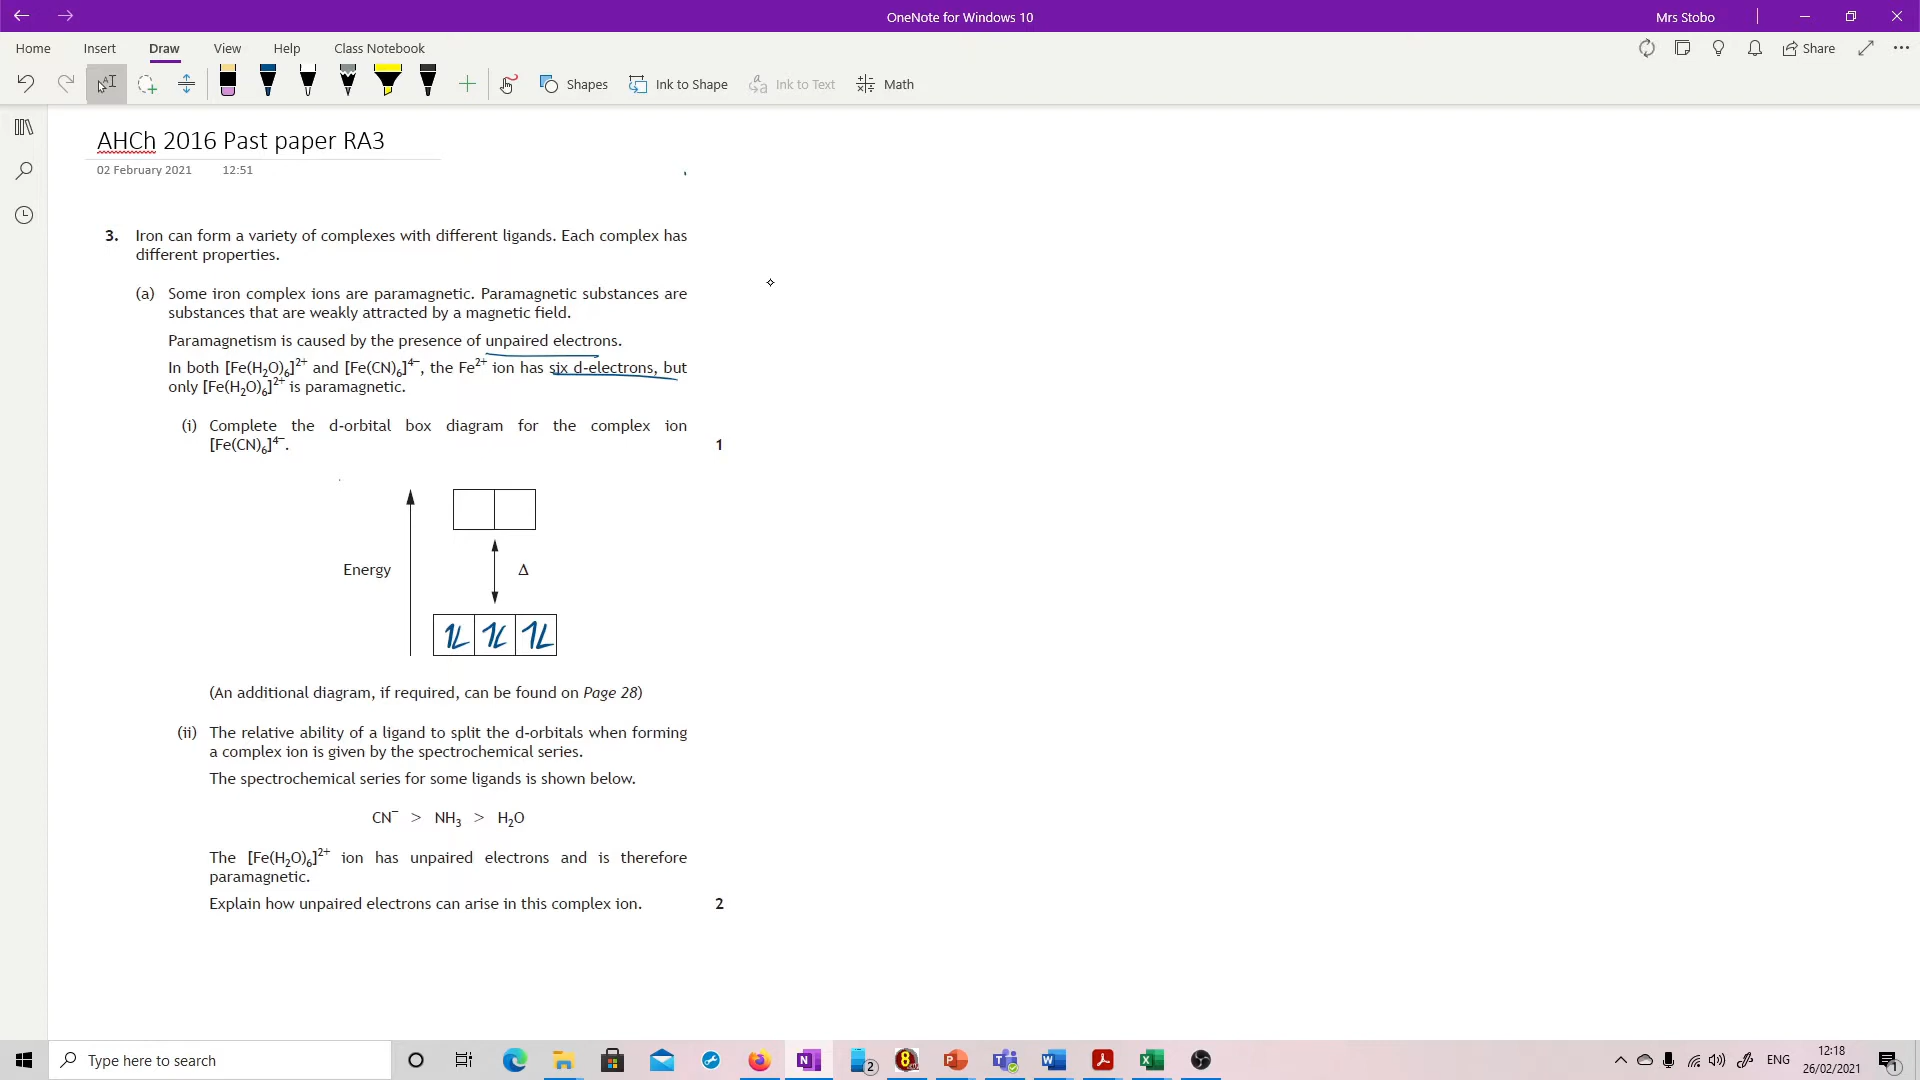 OneNote for Windows 10
Mrs Stobo
Home Insert Draw View Help Class Notebook
Share
Shapes Ink to Shape Ink to Text Math
AHCh 2016 Past paper RA3
02 February 2021 12:51
3. Iron can form a variety of complexes with different ligands. Each complex has
different properties.
(a) Some iron complex ions are paramagnetic. Paramagnetic substances are
substances that are weakly attracted by a magnetic field.
Paramagnetism is caused by the presence of unpaired electrons.
In both [Fe(H₂O)₆]²⁺ and [Fe(CN)₆]⁴⁻, the Fe²⁺ ion has six d-electrons, but
only [Fe(H₂O)₆]²⁺ is paramagnetic.
(i) Complete the d-orbital box diagram for the complex ion
[Fe(CN)₆]⁴⁻. 1
Energy Δ
⥮ ⥮ ⥮
(An additional diagram, if required, can be found on Page 28)
(ii) The relative ability of a ligand to split the d-orbitals when forming
a complex ion is given by the spectrochemical series.
The spectrochemical series for some ligands is shown below.
CN⁻ > NH₃ > H₂O
The [Fe(H₂O)₆]²⁺ ion has unpaired electrons and is therefore
paramagnetic.
Explain how unpaired electrons can arise in this complex ion. 2
Type here to search
ENG
12:18
26/02/2021